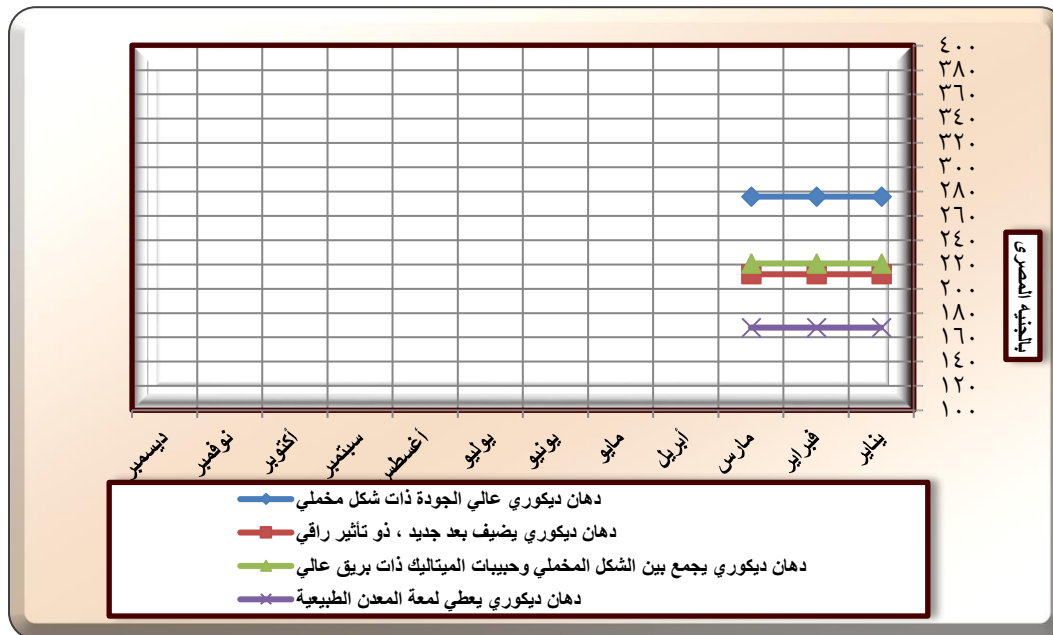 ٤٠٠
٣٨٠
٣٦٠
٣٤٠
٣٢٠
٣٠٠
٢٨٠
٢٦٠
٢٤٠
٢٢٠
٢٠٠
١٨٠
١٦٠
١٤٠
١٢٠
١٠٠
بالجنيه المصرى
يناير
فبراير
مارس
أبريل
مايو
يونيو
يوليو
أغسطس
سبتمبر
أكتوبر
نوفمبر
ديسمبر
دهان ديكوري عالي الجودة ذات شكل مخملي
دهان ديكوري يضيف بعد جديد ، ذو تأثير راقي
دهان ديكوري يجمع بين الشكل المخملي وحبيبات الميتاليك ذات بريق عالي
دهان ديكوري يعطي لمعة المعدن الطبيعية